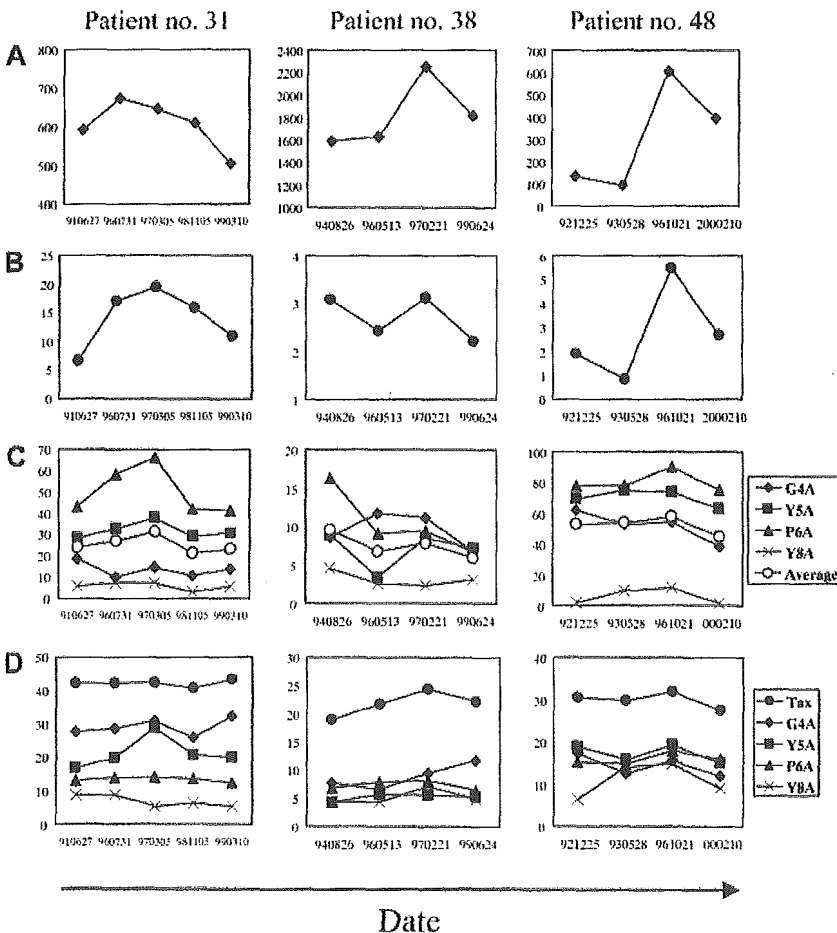 Patient no. 31 Patient no. 38 Patient no. 48
A
800
700
600
500
400
910627 960731 970305 981105 990310
2400
2200
2000
1800
1600
1400
1200
1000
940826 960513 970221 990624
700
600
500
400
300
200
100
0
921225 930528 961021 2000210
B
25
20
15
10
5
0
910627 960731 970305 981105 990310
4
3
2
1
940826 960513 970221 990624
6
5
4
3
2
1
0
921225 930528 961021 2000210
C
70
60
50
40
30
20
10
0
910627 960731 970305 981105 990310
20
15
10
5
0
940826 960513 970221 990624
100
80
60
40
20
0
921225 930528 961021 000210
G4A
Y5A
P6A
Y8A
Average
D
50
40
30
20
10
0
910627 960731 970305 981105 990310
30
25
20
15
10
5
0
940826 960513 970221 990624
40
30
20
10
0
921225 930528 961021 000210
Tax
G4A
Y5A
P6A
Y8A
Date